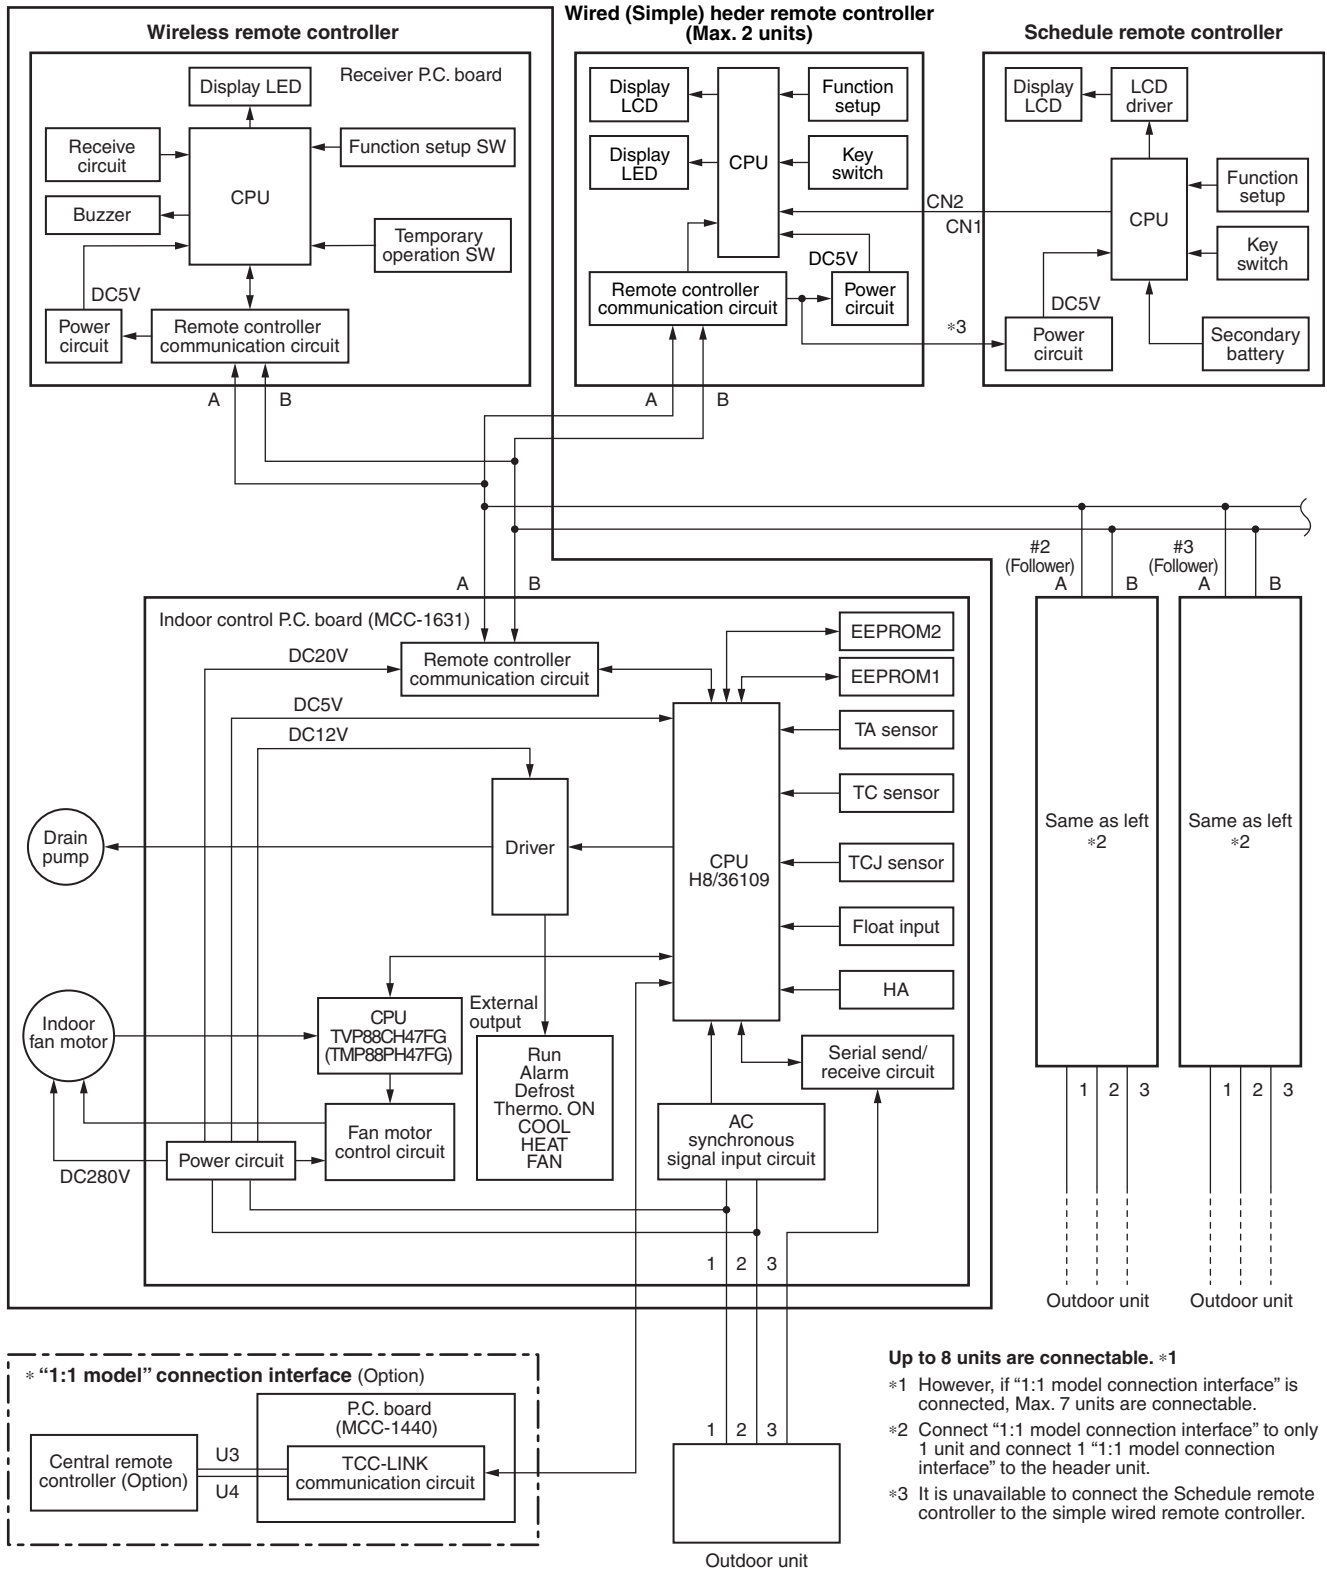 Wireless remote controller
Wired (Simple) heder remote controller
(Max. 2 units)
Schedule remote controller
Receiver P.C. board
Display LED
Receive
circuit
Function setup SW
CPU
Buzzer
Temporary
operation SW
DC5V
Power
circuit
Remote controller
communication circuit
A
B
Display
LCD
Function
setup
Display
LED
CPU
Key
switch
CN2
CN1
DC5V
Remote controller
communication circuit
Power
circuit
∗3
A
B
Display
LCD
LCD
driver
Function
setup
CPU
Key
switch
DC5V
Power
circuit
Secondary
battery
#2
(Follower)
A
B
#3
(Follower)
A
B
A
B
Indoor control P.C. board (MCC-1631)
DC20V
Remote controller
communication circuit
DC5V
DC12V
EEPROM2
EEPROM1
TA sensor
TC sensor
TCJ sensor
Float input
HA
Drain
pump
Driver
CPU
H8/36109
Same as left
∗2
Same as left
∗2
Indoor
fan motor
CPU
TVP88CH47FG
(TMP88PH47FG)
External
output
Run
Alarm
Defrost
Thermo. ON
COOL
HEAT
FAN
Serial send/
receive circuit
AC
synchronous
signal input circuit
Fan motor
control circuit
Power circuit
DC280V
1
2
3
1
2
3
1
2
3
Outdoor unit
Outdoor unit
∗ “1:1 model” connection interface (Option)
P.C. board
(MCC-1440)
Central remote
controller (Option)
U3
U4
TCC-LINK
communication circuit
1
2
3
Outdoor unit
Up to 8 units are connectable. ∗1
∗1 However, if “1:1 model connection interface” is
connected, Max. 7 units are connectable.
∗2 Connect “1:1 model connection interface” to only
1 unit and connect 1 “1:1 model connection
interface” to the header unit.
∗3 It is unavailable to connect the Schedule remote
controller to the simple wired remote controller.